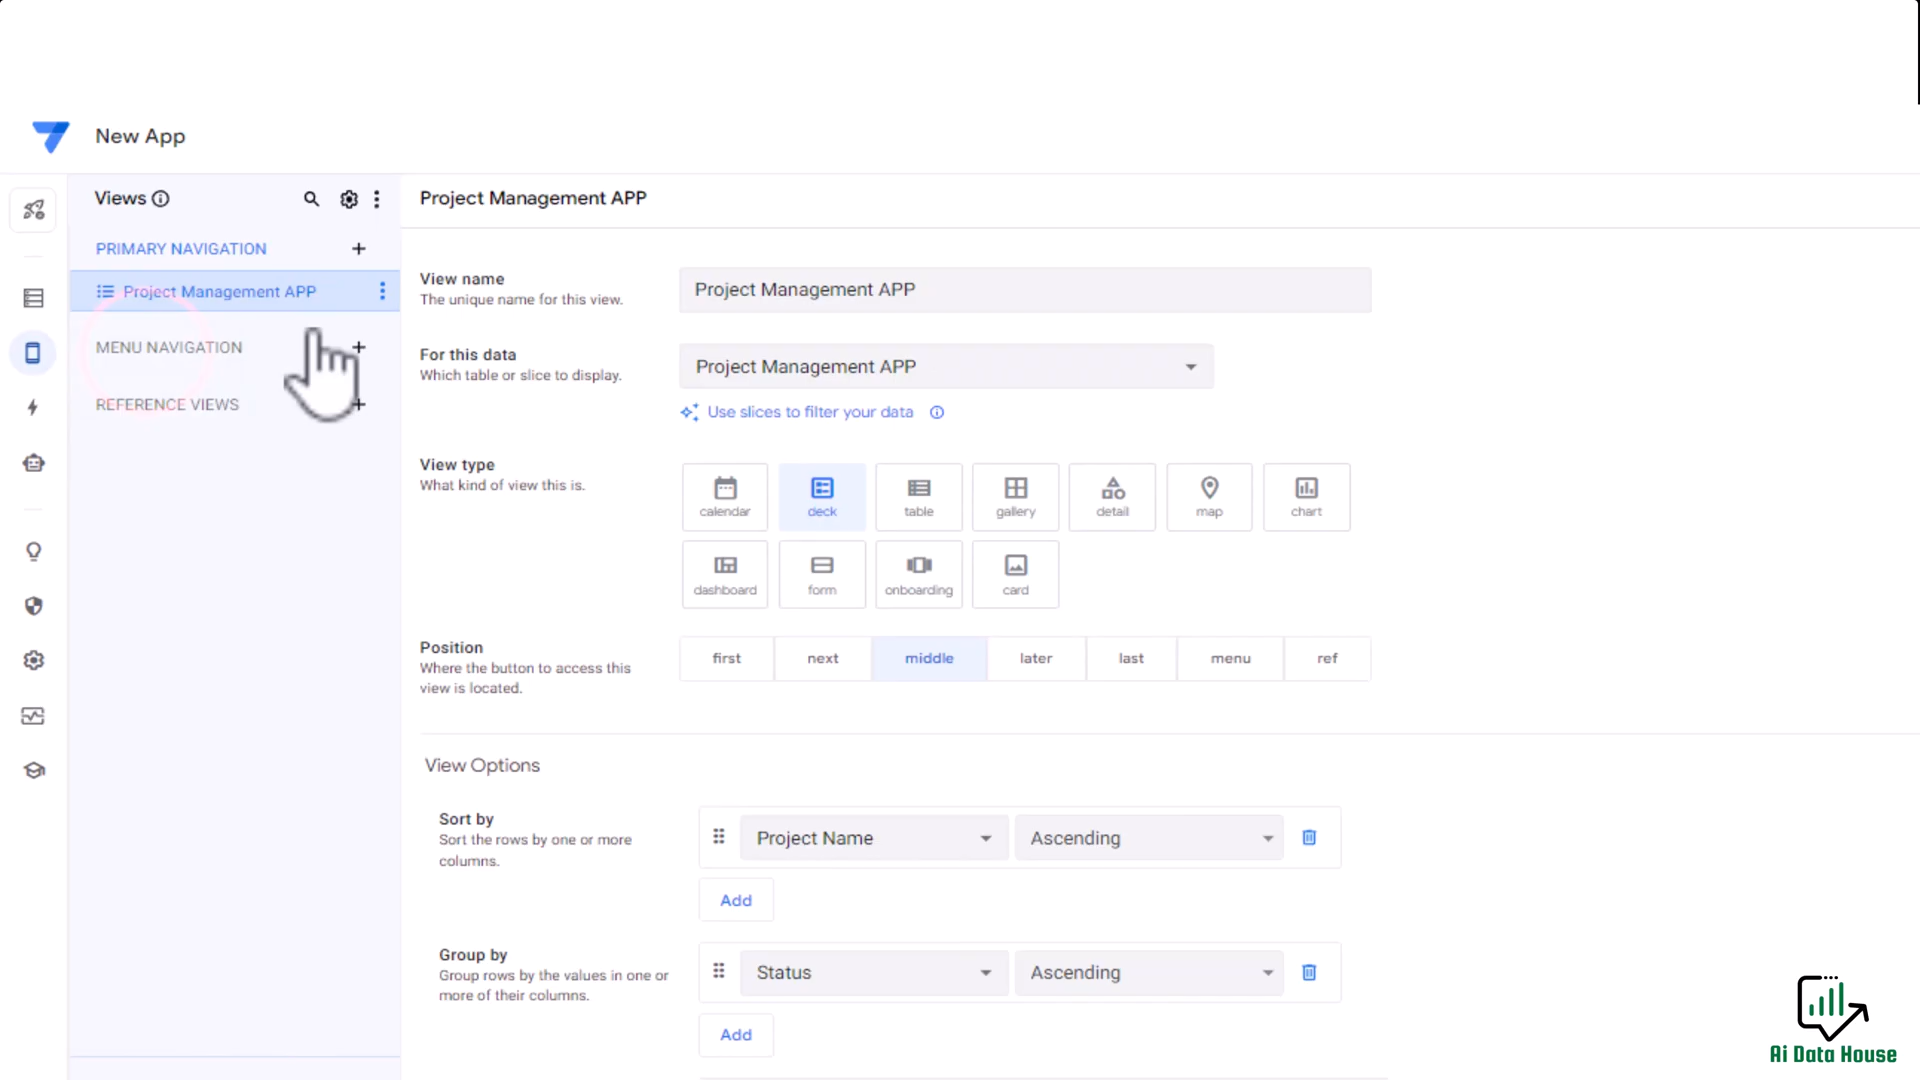 New App
Views
PRIMARY NAVIGATION
Project Management APP
MENU NAVIGATION
REFERENCE VIEWS
Project Management APP
View name
The unique name for this view.
Project Management APP
For this data
Which table or slice to display.
Project Management APP
Use slices to filter your data
View type
What kind of view this is.
calendar
deck
table
gallery
detail
map
chart
dashboard
form
onboarding
card
Position
Where the button to access this
view is located.
first
next
middle
later
last
menu
ref
View Options
Sort by
Sort the rows by one or more
columns.
Project Name
Ascending
Add
Group by
Group rows by the values in one or
more of their columns.
Status
Ascending
Add
Ai Data House